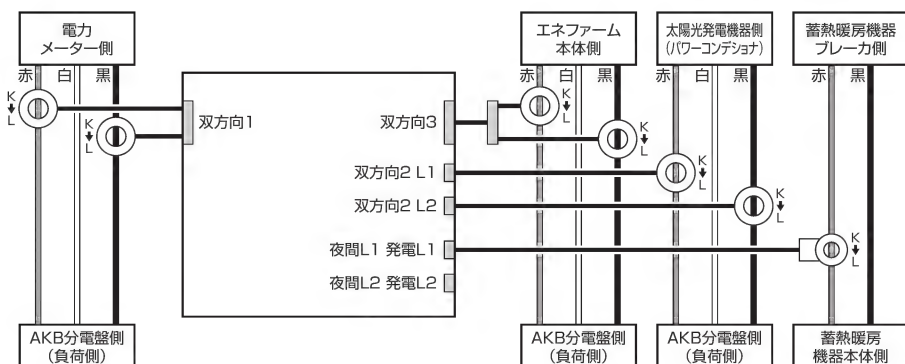 電力
メーター側
エネファーム
本体側
太陽光発電機器側
(パワーコンデショナ)
蓄熱暖房機器
ブレーカ側
赤 白 黒
赤 白 黒
赤 白 黒
赤 黒
K
L
K
L
双方向1
双方向3
K
L
K
L
双方向2 L1
K
L
双方向2 L2
K
L
夜間L1 発電L1
K
L
夜間L2 発電L2
AKB分電盤側
(負荷側)
AKB分電盤側
(負荷側)
AKB分電盤側
(負荷側)
蓄熱暖房
機器本体側